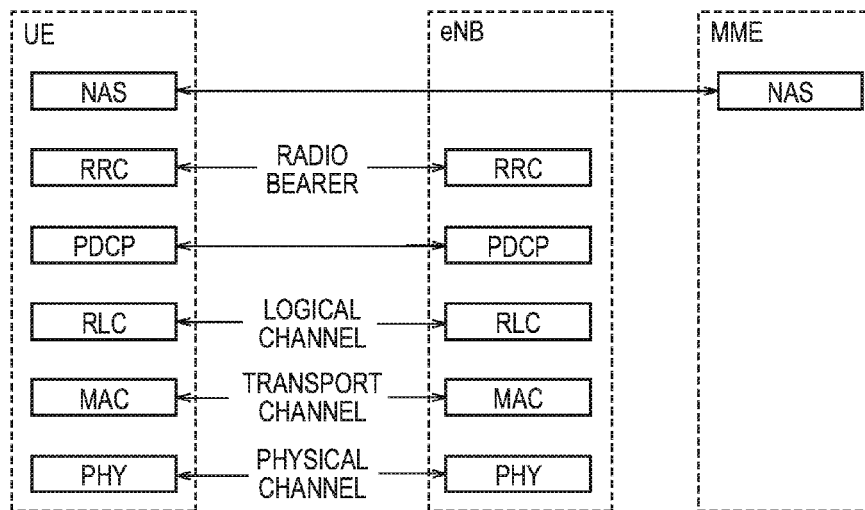 UE
eNB
MME
NAS
NAS
RRC
RADIO
BEARER
RRC
PDCP
PDCP
RLC
LOGICAL
CHANNEL
RLC
MAC
TRANSPORT
CHANNEL
MAC
PHY
PHYSICAL
CHANNEL
PHY